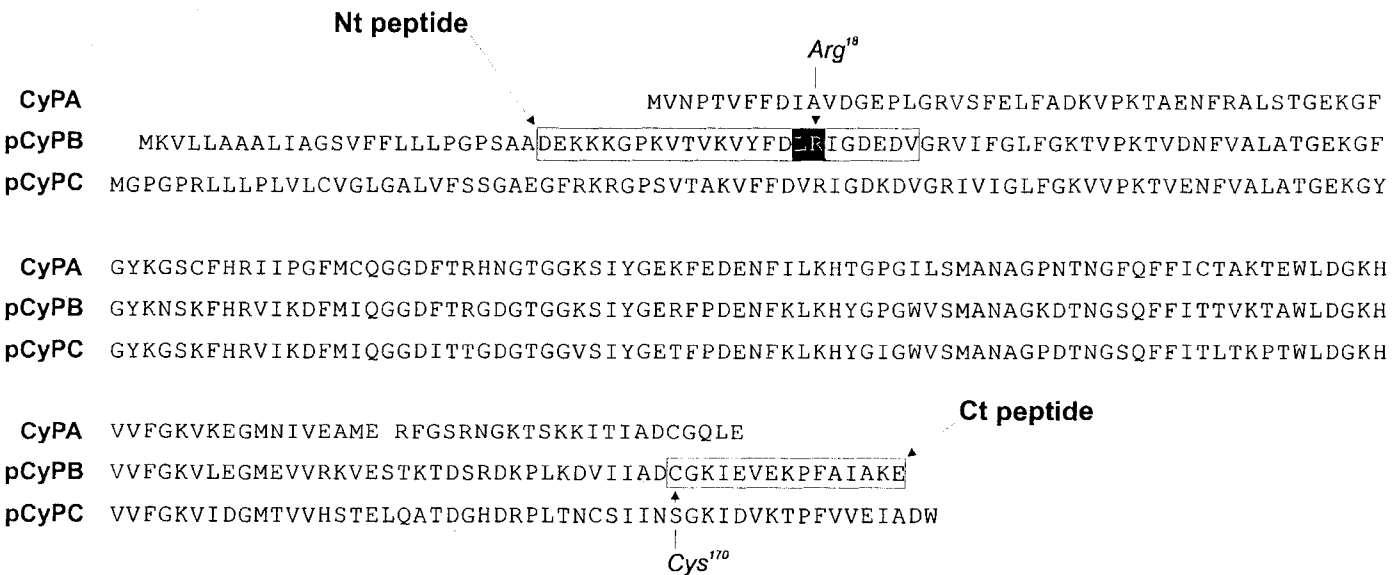 Nt peptide
Arg18
CyPA MVNPTVFFDIAVDGEPLGRVSFELFADKVPKTAENFRALSTGEKGF
pCyPB MKVLLAAALIAGSVFFLLLLPGPSAADEKKKGPKVTVKVYFDLRIGDEDVGRVIFGLFGKTVPKTVDNFVALATGEKGF
pCyPC MGPGPRLLLPLVLCVGLGALVFSSGAEGFRKRGPSVTAKVFFDVRIGDKDVGRIVIGLFGKVVPKTVENFVALATGEKGY
CyPA GYKGSCFHRIIPGFMCQGGDFTRHNGTGGKSIYGEKFEDENFILKHTGPGILSMANAGPNTNGFQFFICTAKTEWLDGKH
pCyPB GYKNSKFHRVIKDFMIQGGDFTRGDGTGGKSIYGERFPDENFKLKHYGPGWVSMANAGKDTNGSQFFITTVKTAWLDGKH
pCyPC GYKGSKFHRVIKDFMIQGGDITTGDGTGGVSIYGETFPDENFKLKHYGIGWVSMANAGPDTNGSQFFITLTKPTWLDGKH
Ct peptide
CyPA VVFGKVKEGMNIVEAME RFGSRNGKTSKKITIADCGQLE
pCyPB VVFGKVLEGMEVVRKVESTKTDSRDKPLKDVIIADCGKIEVEKPFAIAKE
pCyPC VVFGKVIDGMTVVHSTELQATDGHDRPLTNCSIINSGKIDVKTPFVVEIADW
Cys170